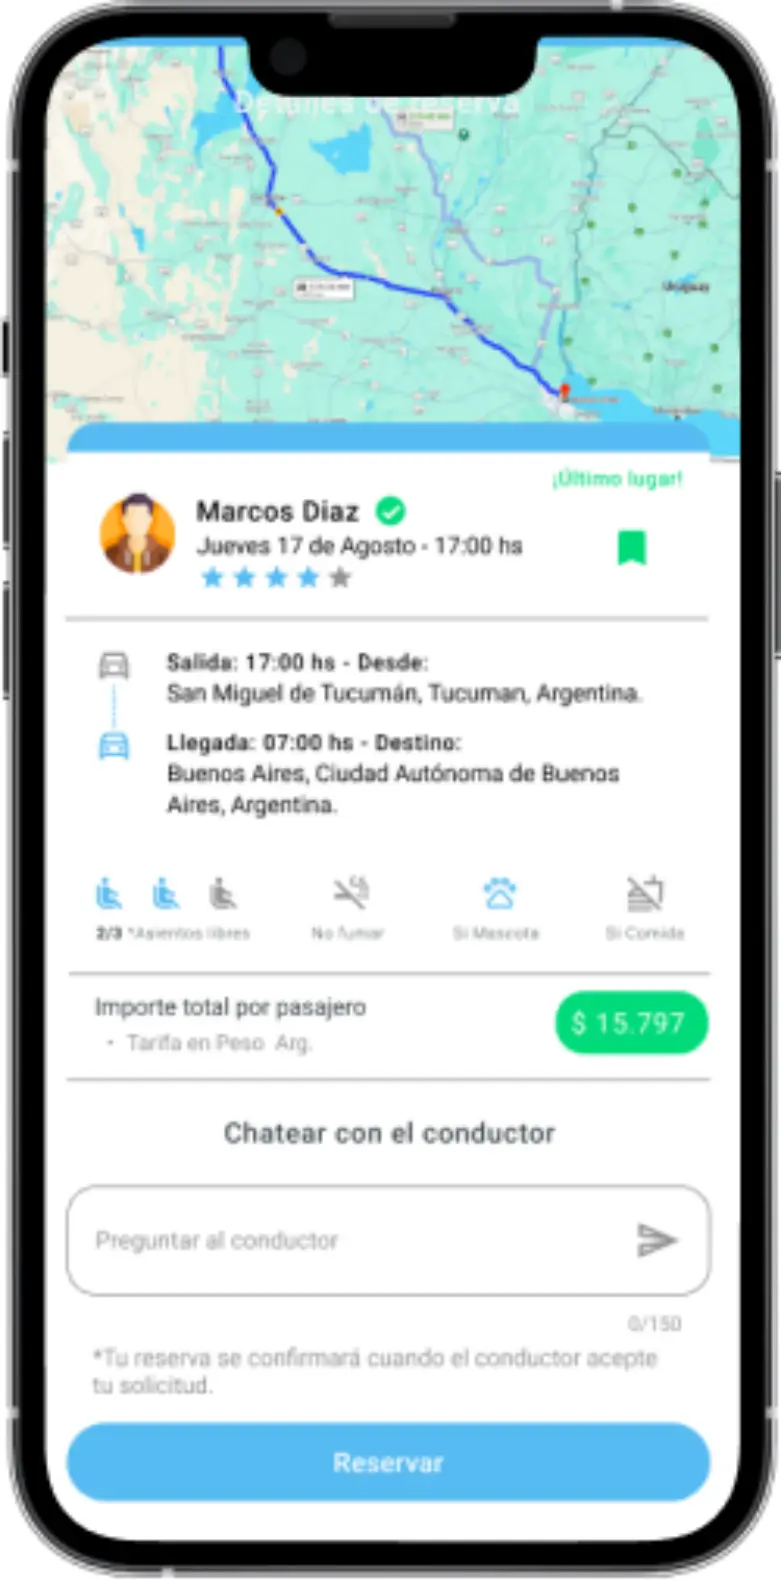 Detalles de reserva
Uruguay
¡Último lugar!
Marcos Diaz
Jueves 17 de Agosto - 17:00 hs
Salida: 17:00 hs - Desde:
San Miguel de Tucumán, Tucuman, Argentina.
Llegada: 07:00 hs - Destino:
Buenos Aires, Ciudad Autónoma de Buenos
Aires, Argentina.
2/3 *Asientos libres
No fumar
Si Mascota
Si Comida
Importe total por pasajero
$ 15.797
• Tarifa en Peso Arg.
Chatear con el conductor
Preguntar al conductor
0/150
*Tu reserva se confirmará cuando el conductor acepte
tu solicitud.
Reservar